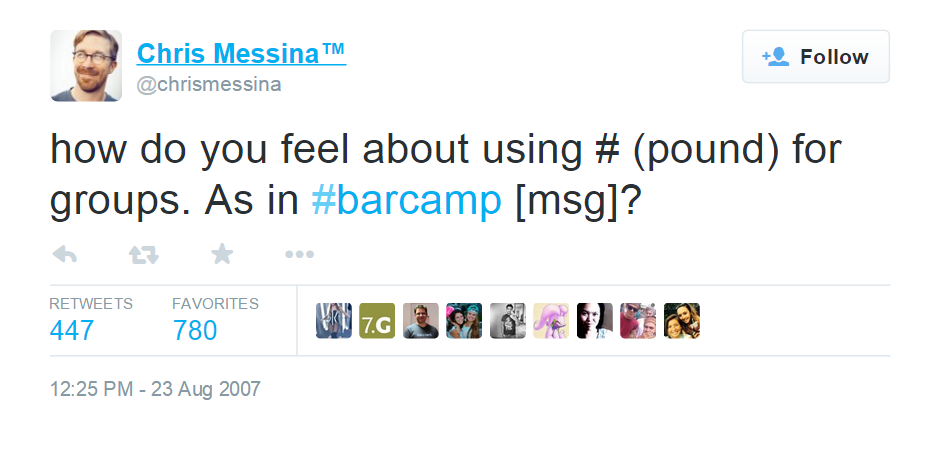 Chris Messina™
@chrismessina
Follow
how do you feel about using # (pound) for
groups. As in #barcamp [msg]?
RETWEETS FAVORITES
447 780
7.G
12:25 PM - 23 Aug 2007